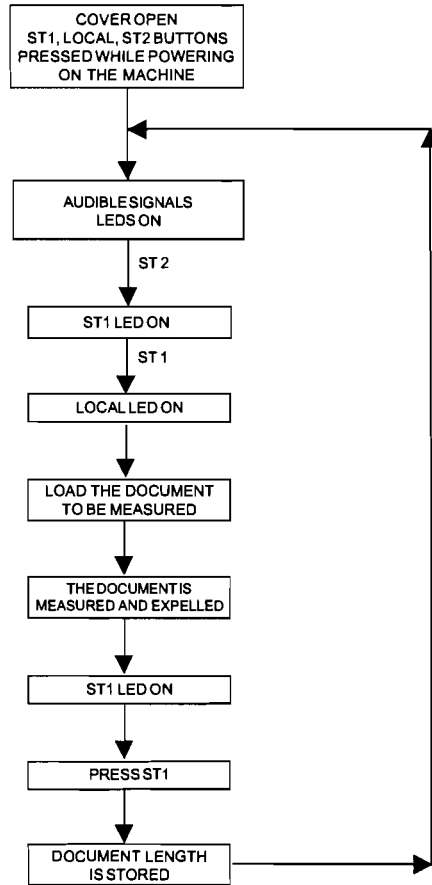 COVER OPEN
ST1, LOCAL, ST2 BUTTONS
PRESSED WHILE POWERING
ON THE MACHINE
AUDIBLE SIGNALS
LEDS ON
ST 2
ST1 LED ON
ST 1
LOCAL LED ON
LOAD THE DOCUMENT
TO BE MEASURED
THE DOCUMENT IS
MEASURED AND EXPELLED
ST1 LED ON
PRESS ST1
DOCUMENT LENGTH
IS STORED